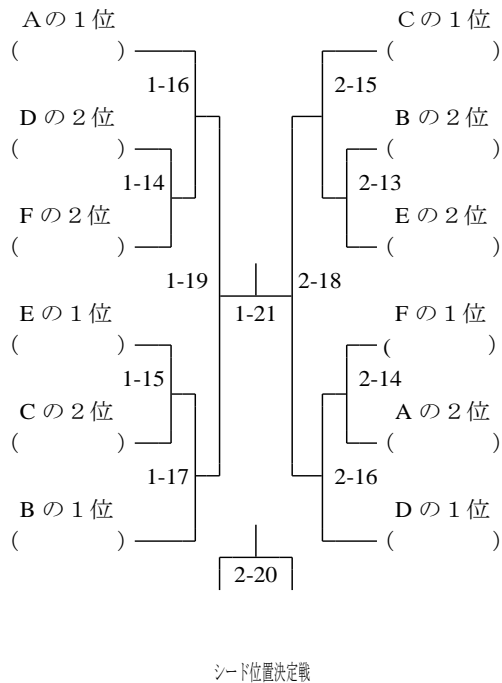 Aの１位
(　　　)
1-16
Dの２位
(　　　)
1-14
Fの２位
(　　　)
1-19
Eの１位
(　　　)
1-15
Cの２位
(　　　)
1-17
Bの１位
(　　　)
1-21
Cの１位
(　　　)
2-15
Bの２位
(　　　)
2-13
Eの２位
(　　　)
2-18
Fの１位
(　　　)
2-14
Aの２位
(　　　)
2-16
Dの１位
(　　　)
2-20
シード位置決定戦